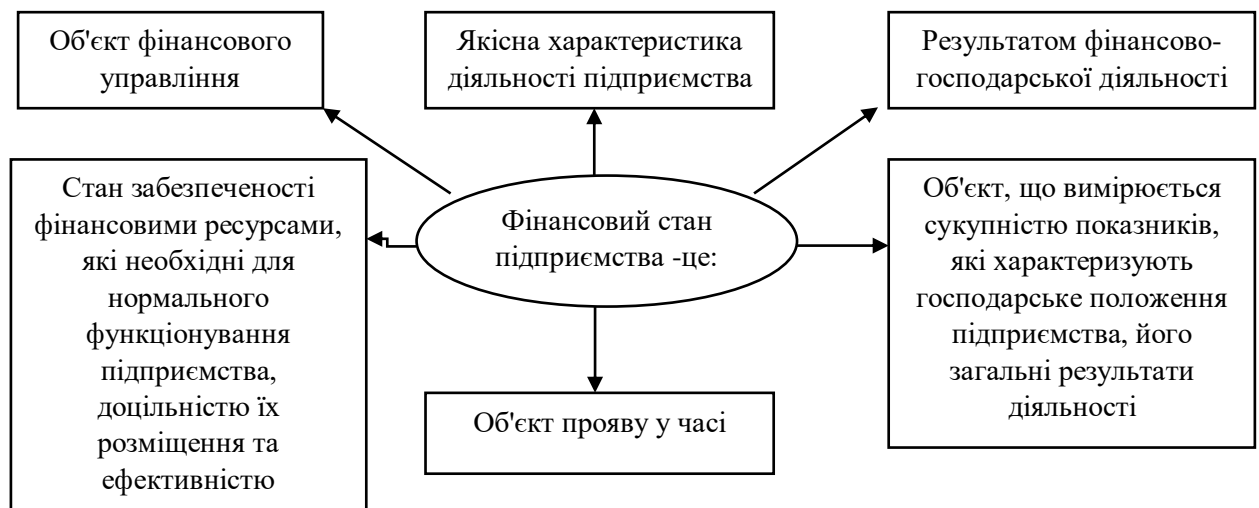 Об'єкт фінансового
управління
Якісна характеристика
діяльності підприємства
Результатом фінансово-
господарської діяльності
Стан забезпеченості
фінансовими ресурсами,
які необхідні для
нормального
функціонування
підприємства,
доцільністю їх
розміщення та
ефективністю
Фінансовий стан
підприємства -це:
Об'єкт, що вимірюється
сукупністю показників,
які характеризують
господарське положення
підприємства, його
загальні результати
діяльності
Об'єкт прояву у часі